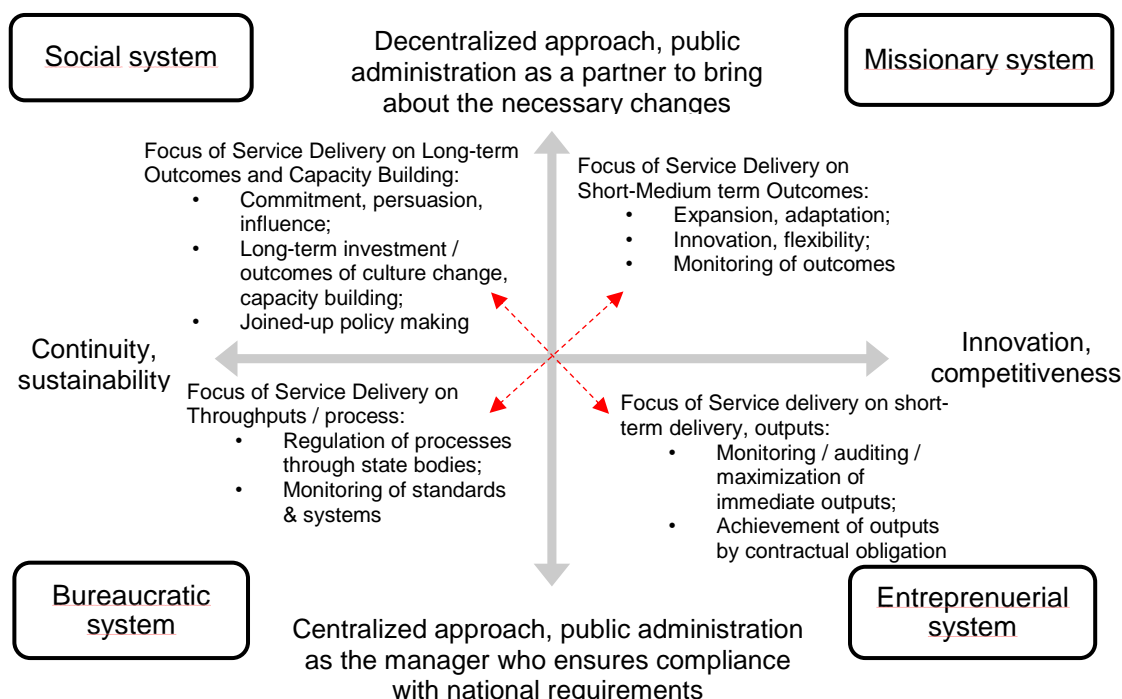 Social system
Decentralized approach, public
administration as a partner to bring
about the necessary changes
Missionary system
Focus of Service Delivery on Long-term
Outcomes and Capacity Building:
• Commitment, persuasion,
influence;
• Long-term investment /
outcomes of culture change,
capacity building;
• Joined-up policy making
Focus of Service Delivery on
Short-Medium term Outcomes:
• Expansion, adaptation;
• Innovation, flexibility;
• Monitoring of outcomes
Continuity,
sustainability
Innovation,
competitiveness
Focus of Service Delivery on
Throughputs / process:
• Regulation of processes
through state bodies;
• Monitoring of standards
& systems
Focus of Service delivery on short-
term delivery, outputs:
• Monitoring / auditing /
maximization of
immediate outputs;
• Achievement of outputs
by contractual obligation
Bureaucratic
system
Centralized approach, public administration
as the manager who ensures compliance
with national requirements
Entreprenuerial
system